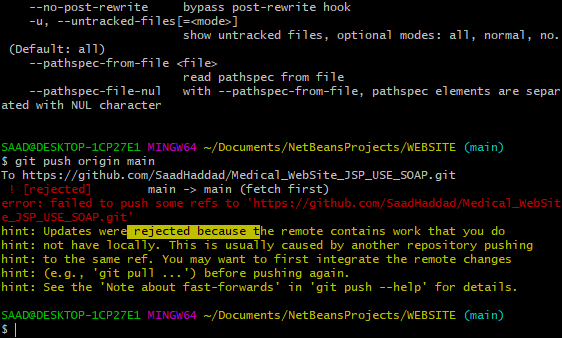 --no-post-rewrite     bypass post-rewrite hook
-u, --untracked-files[=<mode>]
show untracked files, optional modes: all, normal, no.
(Default: all)
--pathspec-from-file <file>
read pathspec from file
--pathspec-file-nul   with --pathspec-from-file, pathspec elements are separ
ated with NUL character
SAAD@DESKTOP-1CP27E1 MINGW64 ~/Documents/NetBeansProjects/WEBSITE (main)
$ git push origin main
To https://github.com/SaadHaddad/Medical_WebSite_JSP_USE_SOAP.git
! [rejected]        main -> main (fetch first)
error: failed to push some refs to 'https://github.com/SaadHaddad/Medical_WebSit
e_JSP_USE_SOAP.git'
hint: Updates were rejected because the remote contains work that you do
hint: not have locally. This is usually caused by another repository pushing
hint: to the same ref. You may want to first integrate the remote changes
hint: (e.g., 'git pull ...') before pushing again.
hint: See the 'Note about fast-forwards' in 'git push --help' for details.
SAAD@DESKTOP-1CP27E1 MINGW64 ~/Documents/NetBeansProjects/WEBSITE (main)
$